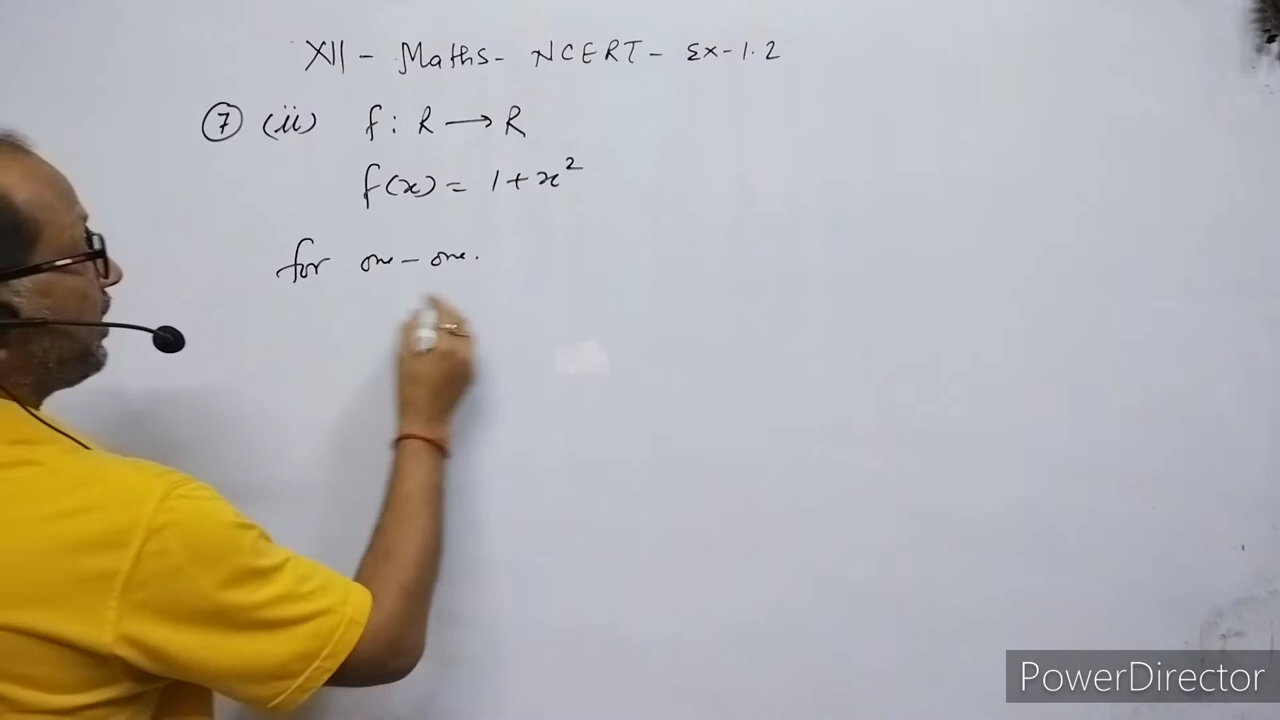 XII - Maths - NCERT - Ex-1.2
⑦ (ii) f : R ⟶ R
f(x) = 1 + x²
for one-one.
PowerDirector